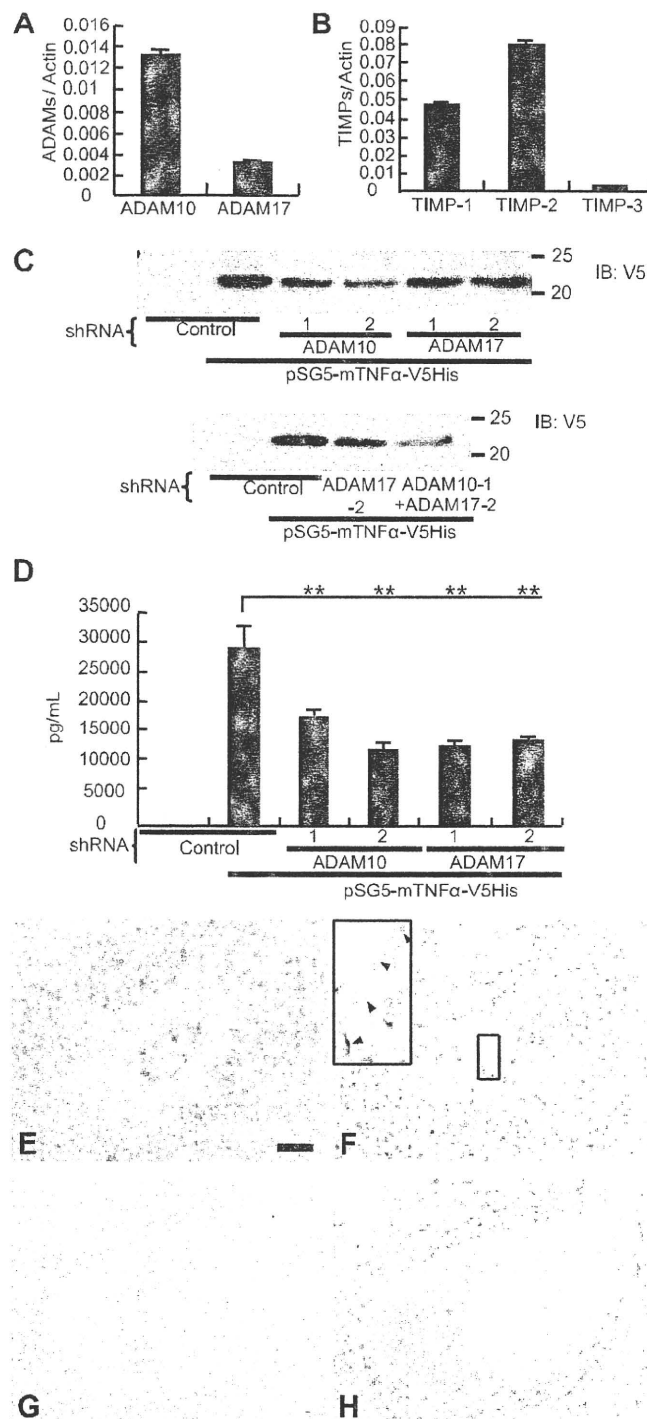 A
ADAMs/ Actin
0.016
0.014
0.012
0.010
0.008
0.006
0.004
0.002
0
ADAM10 ADAM17
B
TIMPs/Actin
0.09
0.08
0.07
0.06
0.05
0.04
0.03
0.02
0.01
0
TIMP-1 TIMP-2 TIMP-3
C
25
20
IB: V5
shRNA
Control
1 2 1 2
ADAM10 ADAM17
pSG5-mTNFα-V5His
25
20
IB: V5
shRNA
Control
ADAM17 ADAM10-1
-2 +ADAM17-2
pSG5-mTNFα-V5His
D
** ** ** **
pg/mL
35000
30000
25000
20000
15000
10000
5000
0
shRNA
Control
1 2 1 2
ADAM10 ADAM17
pSG5-mTNFα-V5His
E
F
G
H